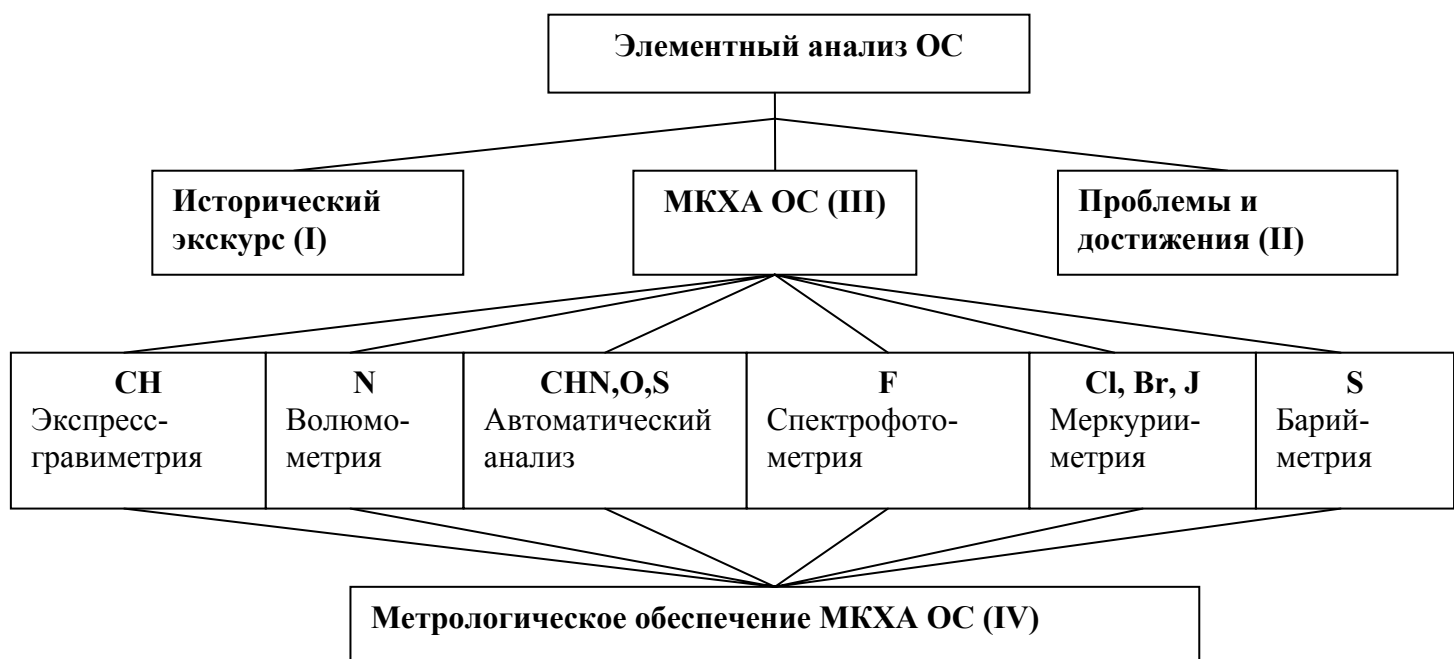 Элементный анализ ОС
Исторический
экскурс (I)
МКХА ОС (III)
Проблемы и
достижения (II)
CH
Экспресс-
гравиметрия
N
Волюмо-
метрия
CHN,O,S
Автоматический
анализ
F
Спектрофото-
метрия
Cl, Br, J
Меркурии-
метрия
S
Барий-
метрия
Метрологическое обеспечение МКХА ОС (IV)